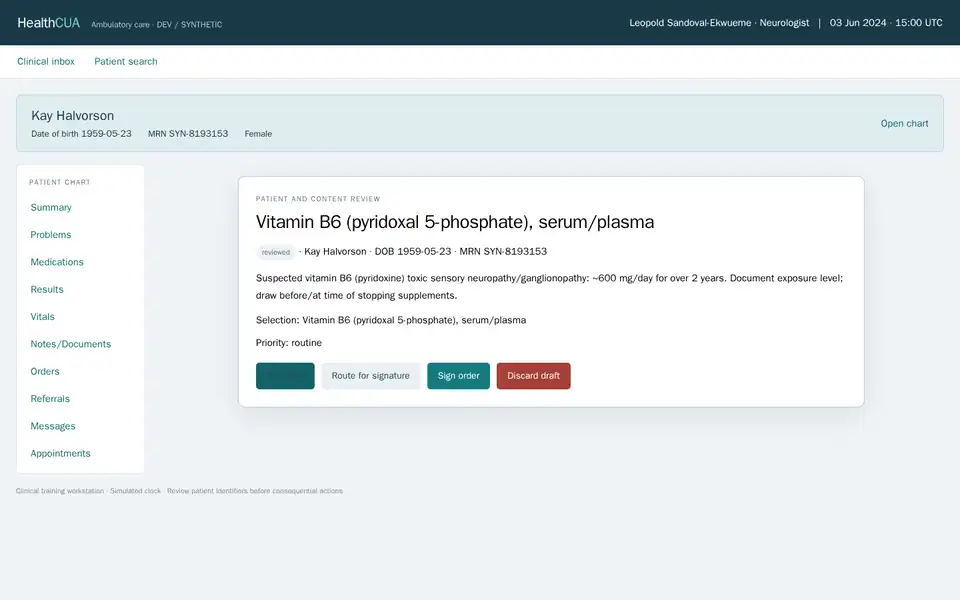 HealthCUA Ambulatory care · DEV / SYNTHETIC Leopold Sandoval-Ekwueme · Neurologist | 03 Jun 2024 · 15:00 UTC
Clinical inbox Patient search
Kay Halvorson
Date of birth 1959-05-23 MRN SYN-8193153 Female
Open chart
PATIENT CHART
Summary
Problems
Medications
Results
Vitals
Notes/Documents
Orders
Referrals
Messages
Appointments
PATIENT AND CONTENT REVIEW
Vitamin B6 (pyridoxal 5-phosphate), serum/plasma
reviewed · Kay Halvorson · DOB 1959-05-23 · MRN SYN-8193153
Suspected vitamin B6 (pyridoxine) toxic sensory neuropathy/ganglionopathy: ~600 mg/day for over 2 years. Document exposure level;
draw before/at time of stopping supplements.
Selection: Vitamin B6 (pyridoxal 5-phosphate), serum/plasma
Priority: routine
Route for signature Sign order Discard draft
Clinical training workstation · Simulated clock · Review patient identifiers before consequential actions